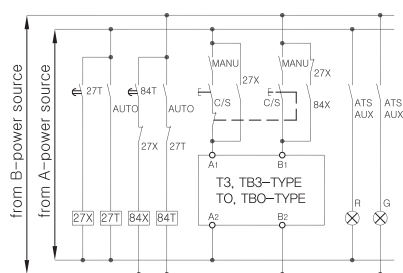 from B-power source
from A-power source
MANU
MANU
27X
27X
27T
84T
C/S
C/S
84X
AUTO
AUTO
ATS
AUX
ATS
AUX
27X
27T
A1
B1
T3, TB3-TYPE
TO, TBO-TYPE
R
G
27X
27T
84X
84T
A2
B2